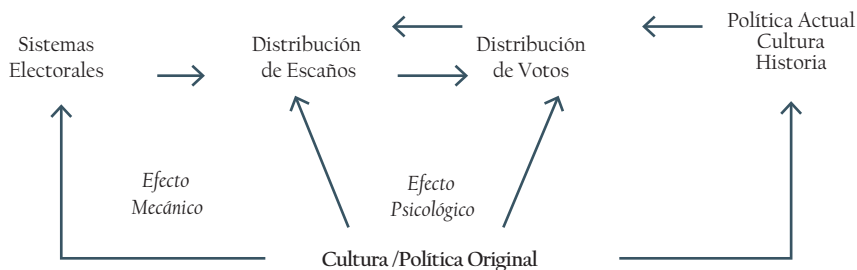 Sistemas
Electorales
Distribución
de Escaños
Distribución
de Votos
Política Actual
Cultura
Historia
Efecto
Mecánico
Efecto
Psicológico
Cultura /Política Original